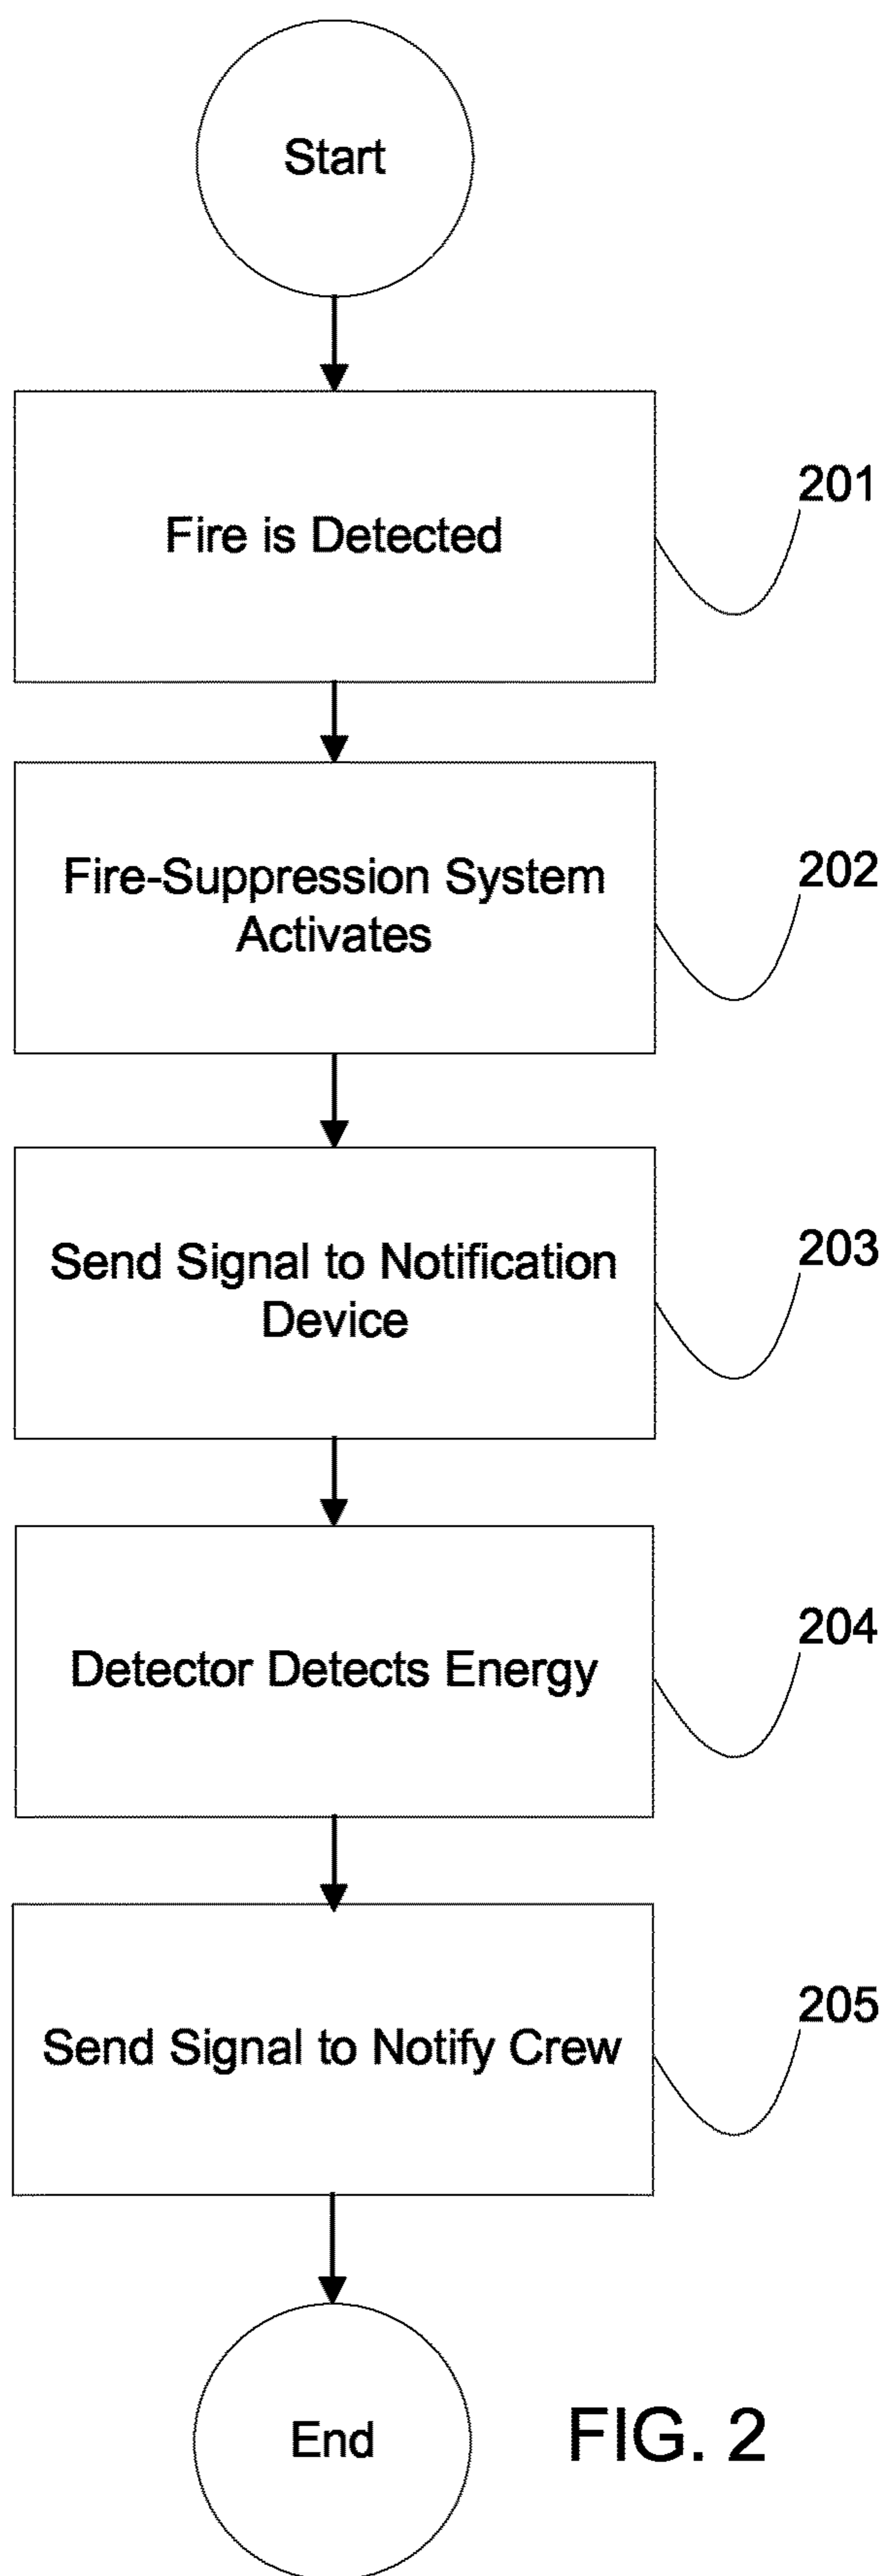 Start
Fire is Detected
201
Fire-Suppression System
Activates
202
Send Signal to Notification
Device
203
Detector Detects Energy
204
Send Signal to Notify Crew
205
End
FIG. 2